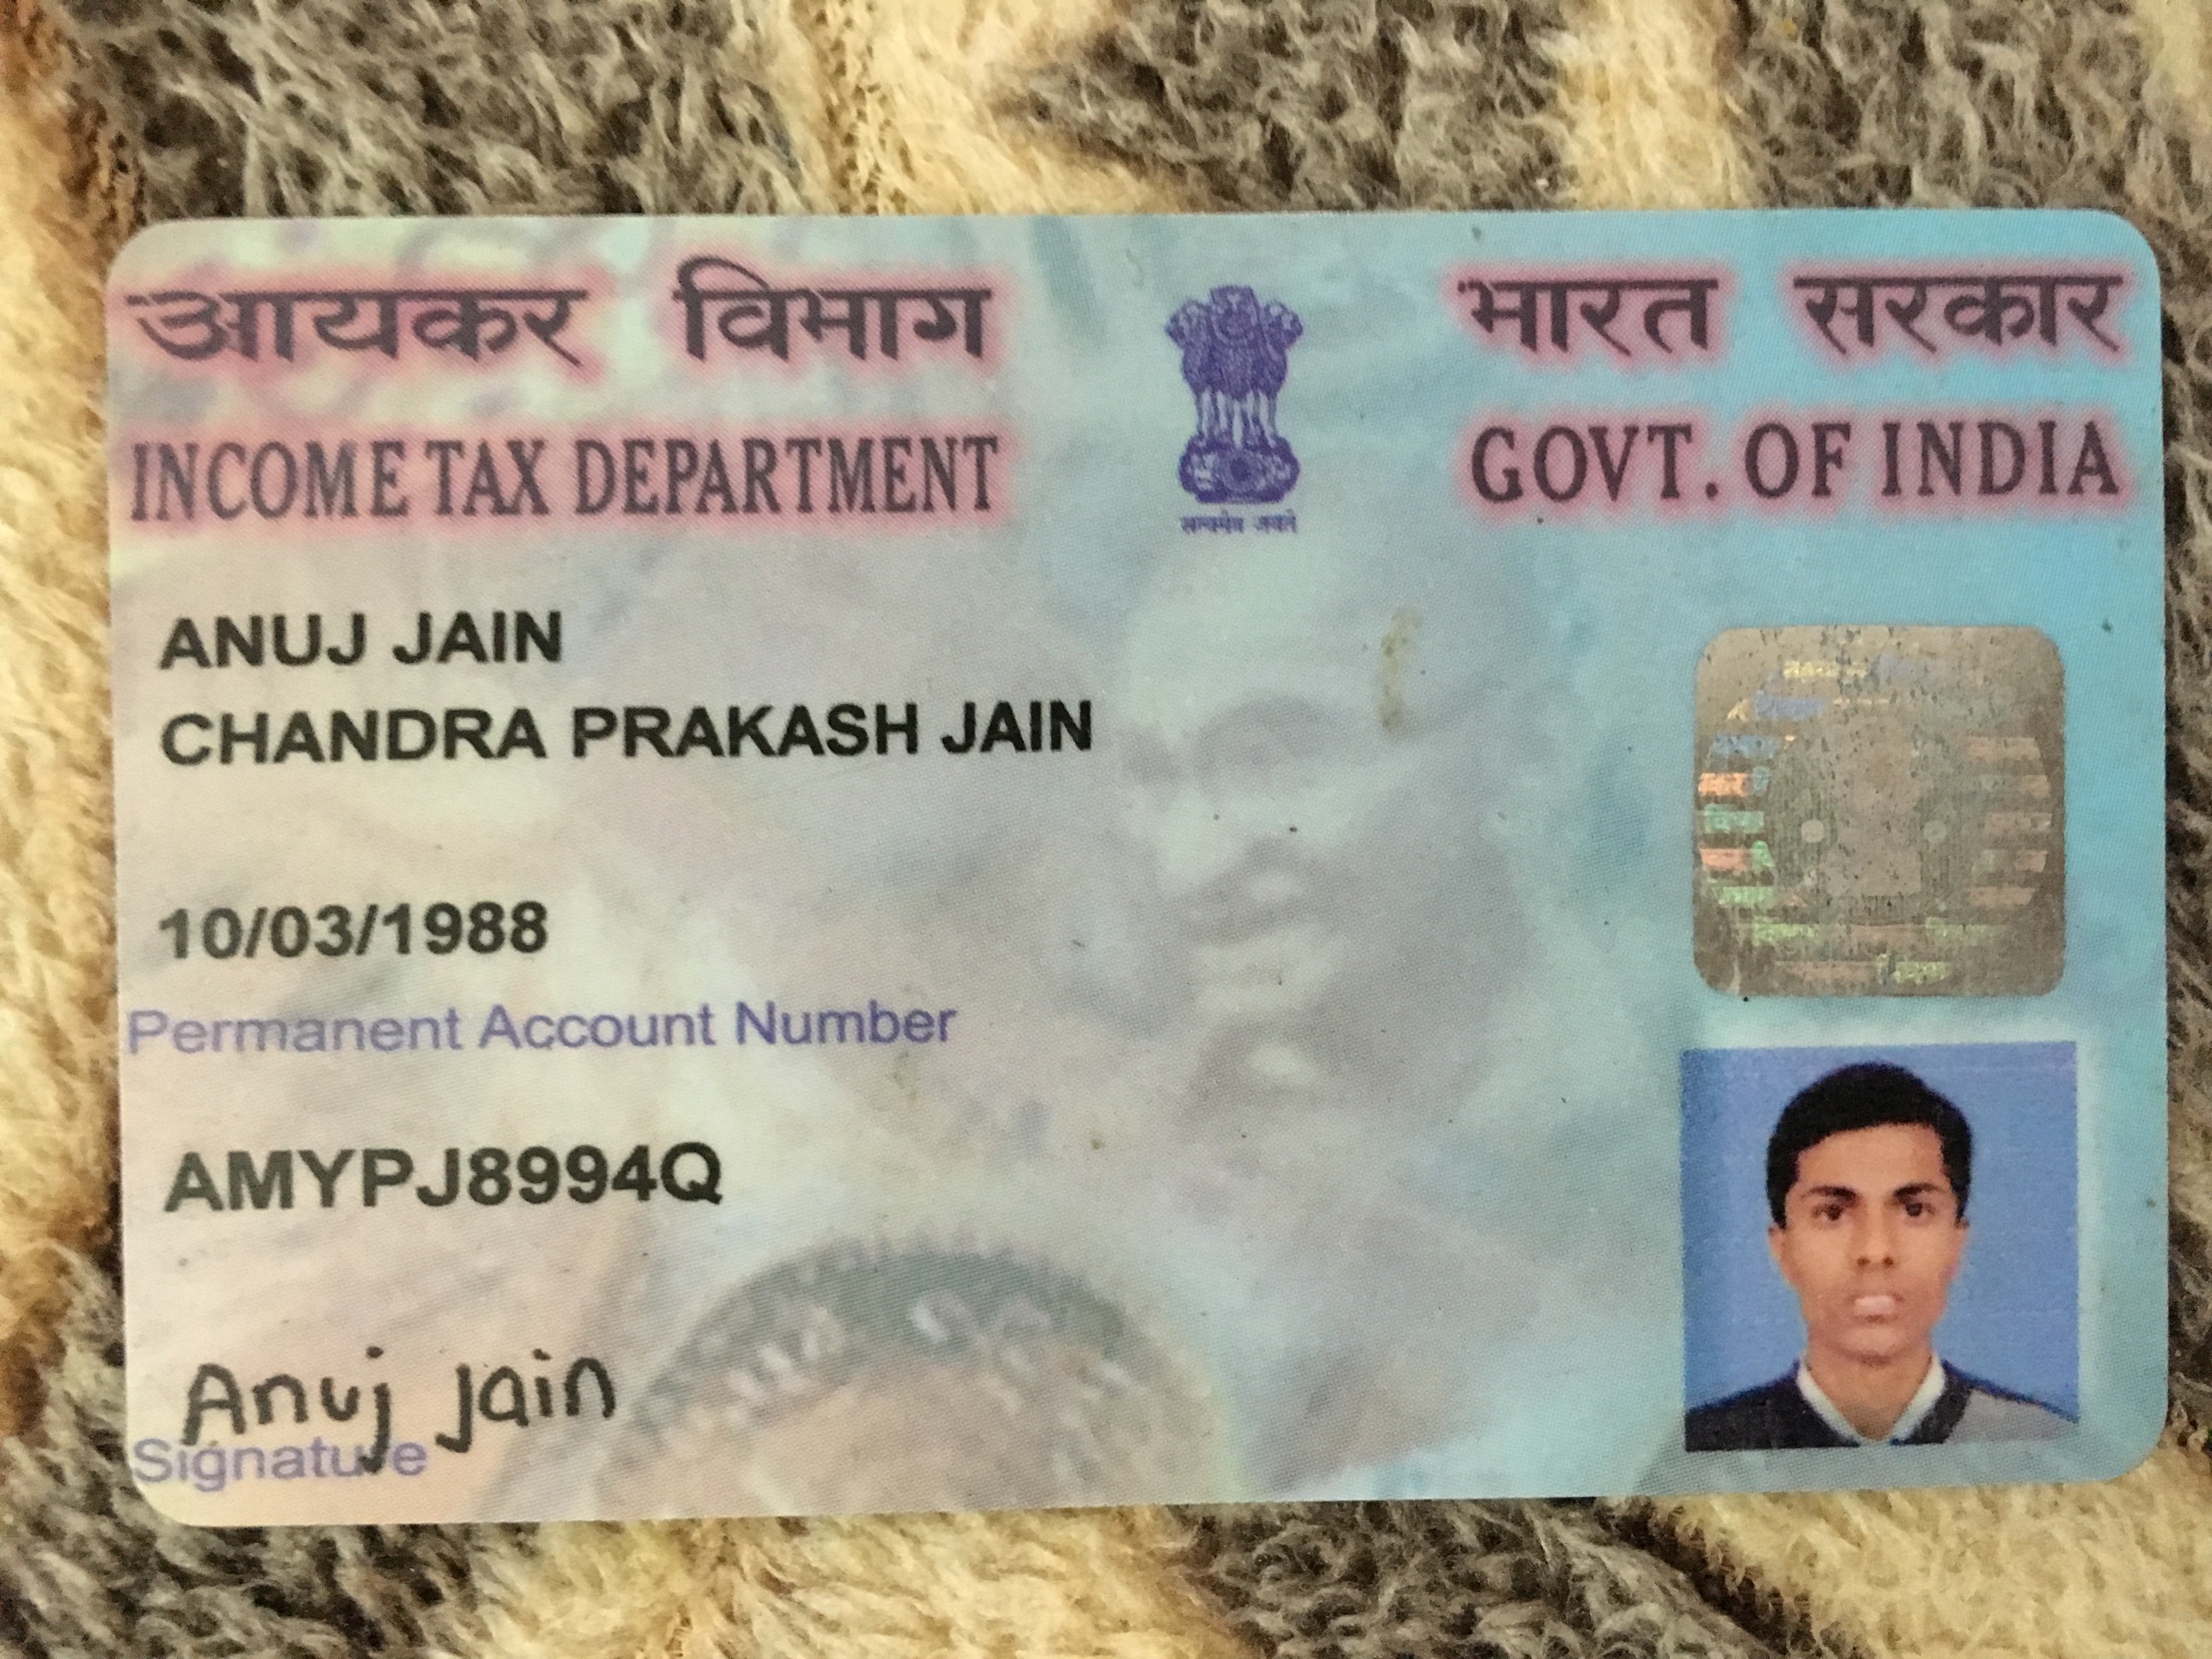 आयकर विभाग
INCOME TAX DEPARTMENT
भारत सरकार
GOVT. OF INDIA
सत्यमेव जयते
ANUJ JAIN
CHANDRA PRAKASH JAIN
10/03/1988
Permanent Account Number
AMYPJ8994Q
Anuj Jain
Signature